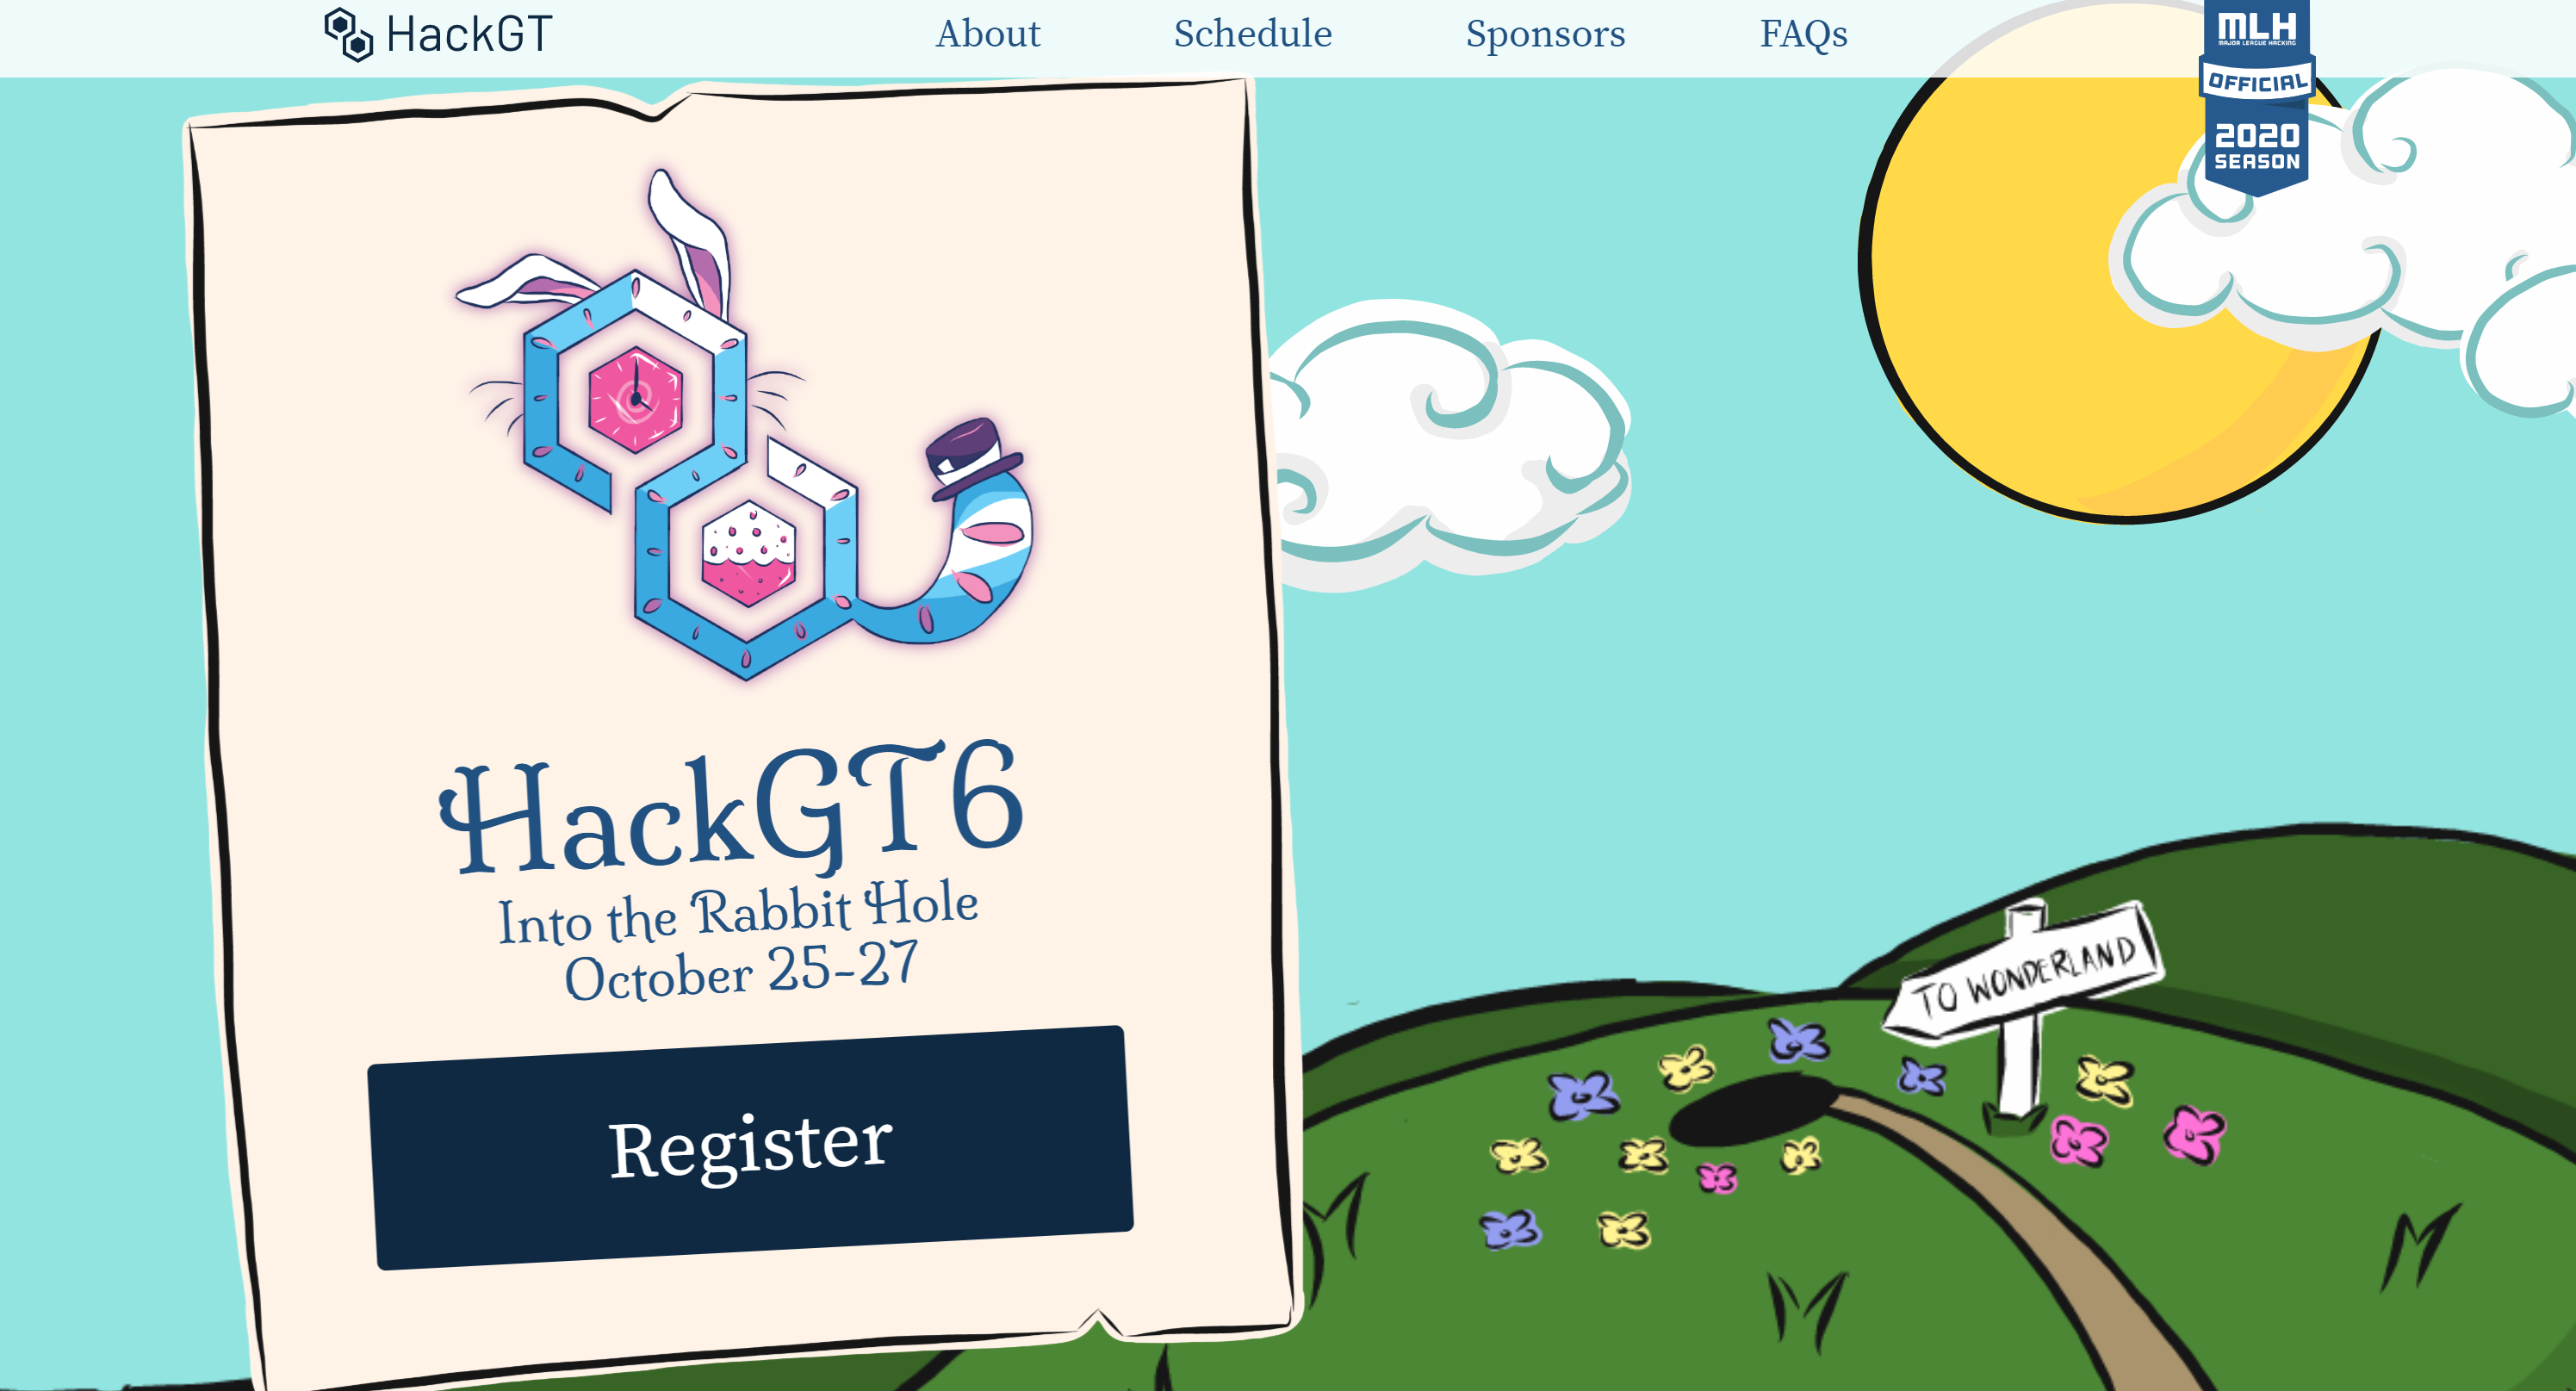 HackGT
About
Schedule
Sponsors
FAQs
MLH
MAJOR LEAGUE HACKING
OFFICIAL
2020
SEASON
HackGT6
Into the Rabbit Hole
October 25-27
Register
TO WONDERLAND